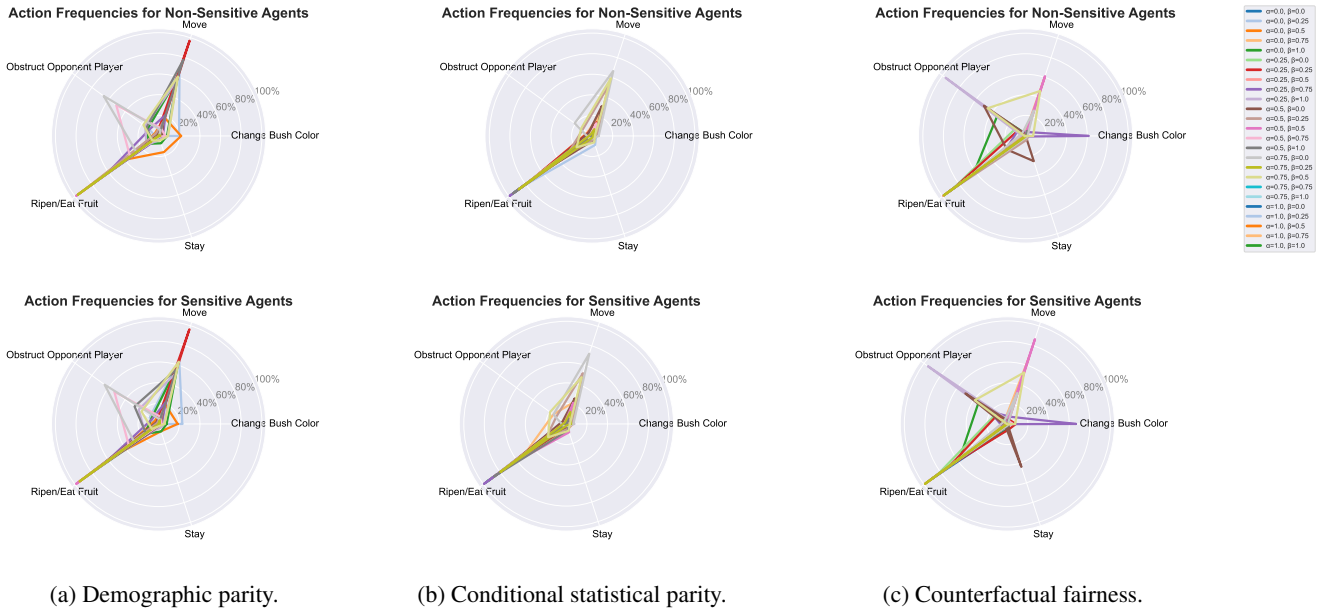 Action Frequencies for Non-Sensitive Agents
Move
Obstruct Opponent Player
100%
80%
60%
40%
20%
Change Bush Color
Ripen/Eat Fruit
Stay
Action Frequencies for Non-Sensitive Agents
Move
Obstruct Opponent Player
100%
80%
60%
40%
20%
Change Bush Color
Ripen/Eat Fruit
Stay
Action Frequencies for Non-Sensitive Agents
Move
Obstruct Opponent Player
100%
80%
60%
40%
20%
Change Bush Color
Ripen/Eat Fruit
Stay
α=0.0, β=0.0
α=0.0, β=0.25
α=0.0, β=0.5
α=0.0, β=0.75
α=0.0, β=1.0
α=0.25, β=0.0
α=0.25, β=0.25
α=0.25, β=0.5
α=0.25, β=0.75
α=0.25, β=1.0
α=0.5, β=0.0
α=0.5, β=0.25
α=0.5, β=0.5
α=0.5, β=0.75
α=0.5, β=1.0
α=0.75, β=0.0
α=0.75, β=0.25
α=0.75, β=0.5
α=0.75, β=0.75
α=0.75, β=1.0
α=1.0, β=0.0
α=1.0, β=0.25
α=1.0, β=0.5
α=1.0, β=0.75
α=1.0, β=1.0
Action Frequencies for Sensitive Agents
Move
Obstruct Opponent Player
100%
80%
60%
40%
20%
Change Bush Color
Ripen/Eat Fruit
Stay
Action Frequencies for Sensitive Agents
Move
Obstruct Opponent Player
100%
80%
60%
40%
20%
Change Bush Color
Ripen/Eat Fruit
Stay
Action Frequencies for Sensitive Agents
Move
Obstruct Opponent Player
100%
80%
60%
40%
20%
Change Bush Color
Ripen/Eat Fruit
Stay
(a) Demographic parity.
(b) Conditional statistical parity.
(c) Counterfactual fairness.